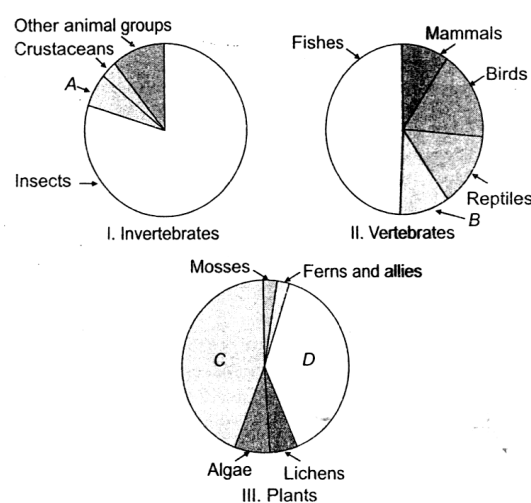 Other animal groups
Crustaceans
A
Insects
I. Invertebrates
Fishes
Mammals
Birds
Reptiles
B
II. Vertebrates
Mosses
Ferns and allies
C
D
Algae
Lichens
III. Plants